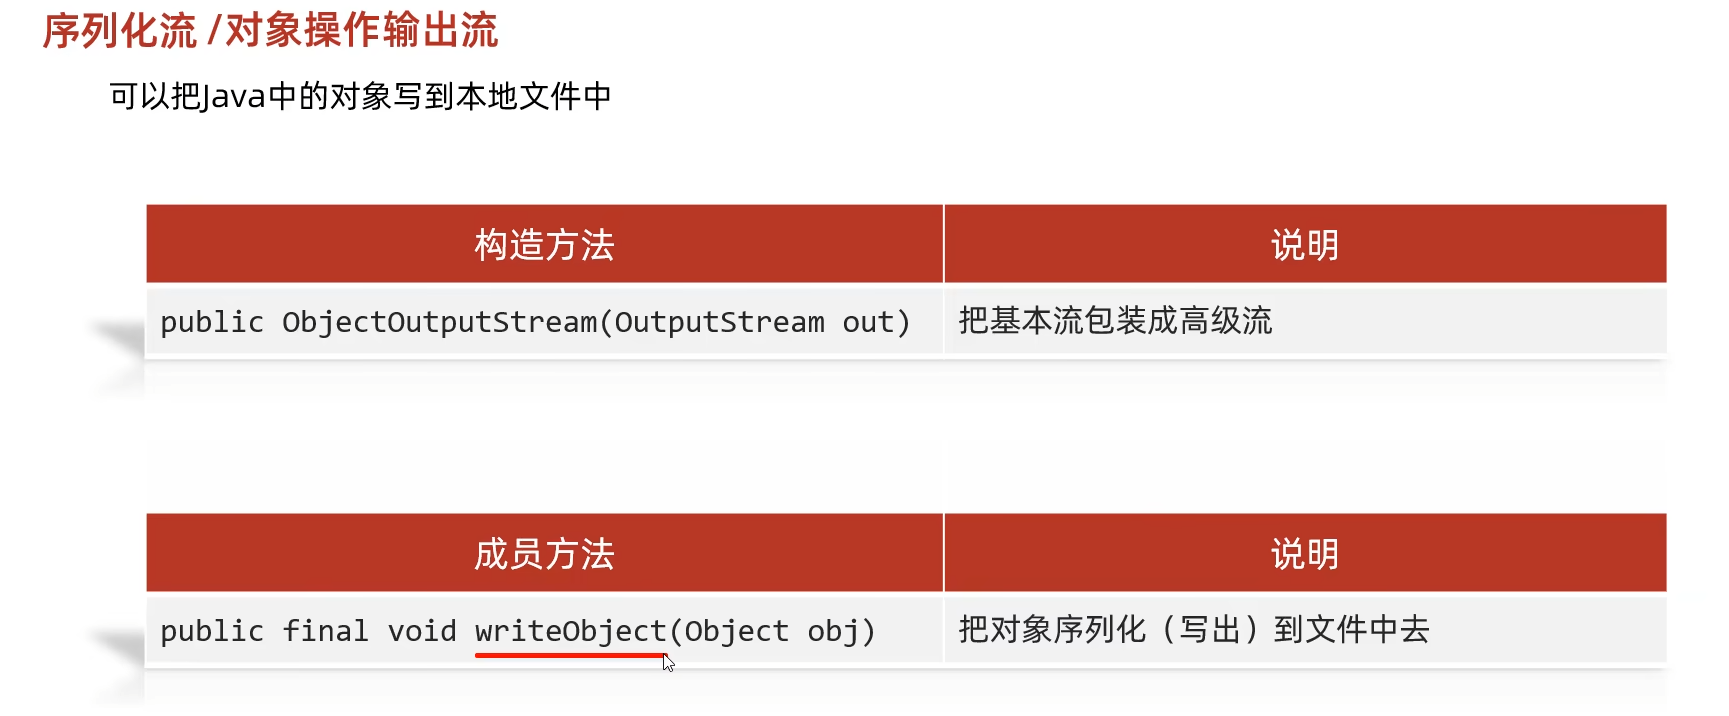 序列化流 /对象操作输出流
可以把Java中的对象写到本地文件中
构造方法 说明
public ObjectOutputStream(OutputStream out) 把基本流包装成高级流
成员方法 说明
public final void writeObject(Object obj) 把对象序列化（写出）到文件中去